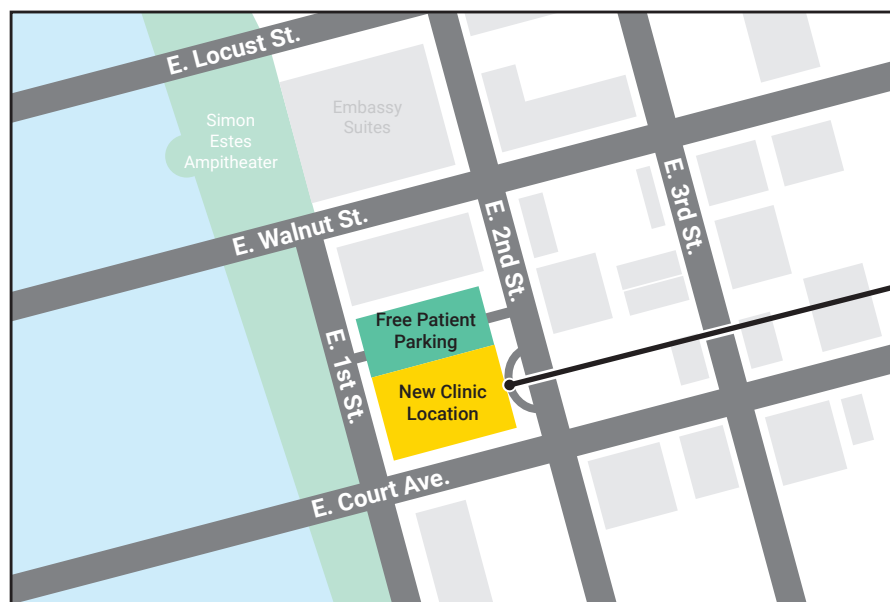 E. Locust St.
Embassy
Suites
Simon
Estes
Ampitheater
E. Walnut St.
E. 2nd St.
E. 3rd St.
Free Patient
Parking
E. 1st St.
New Clinic
Location
E. Court Ave.